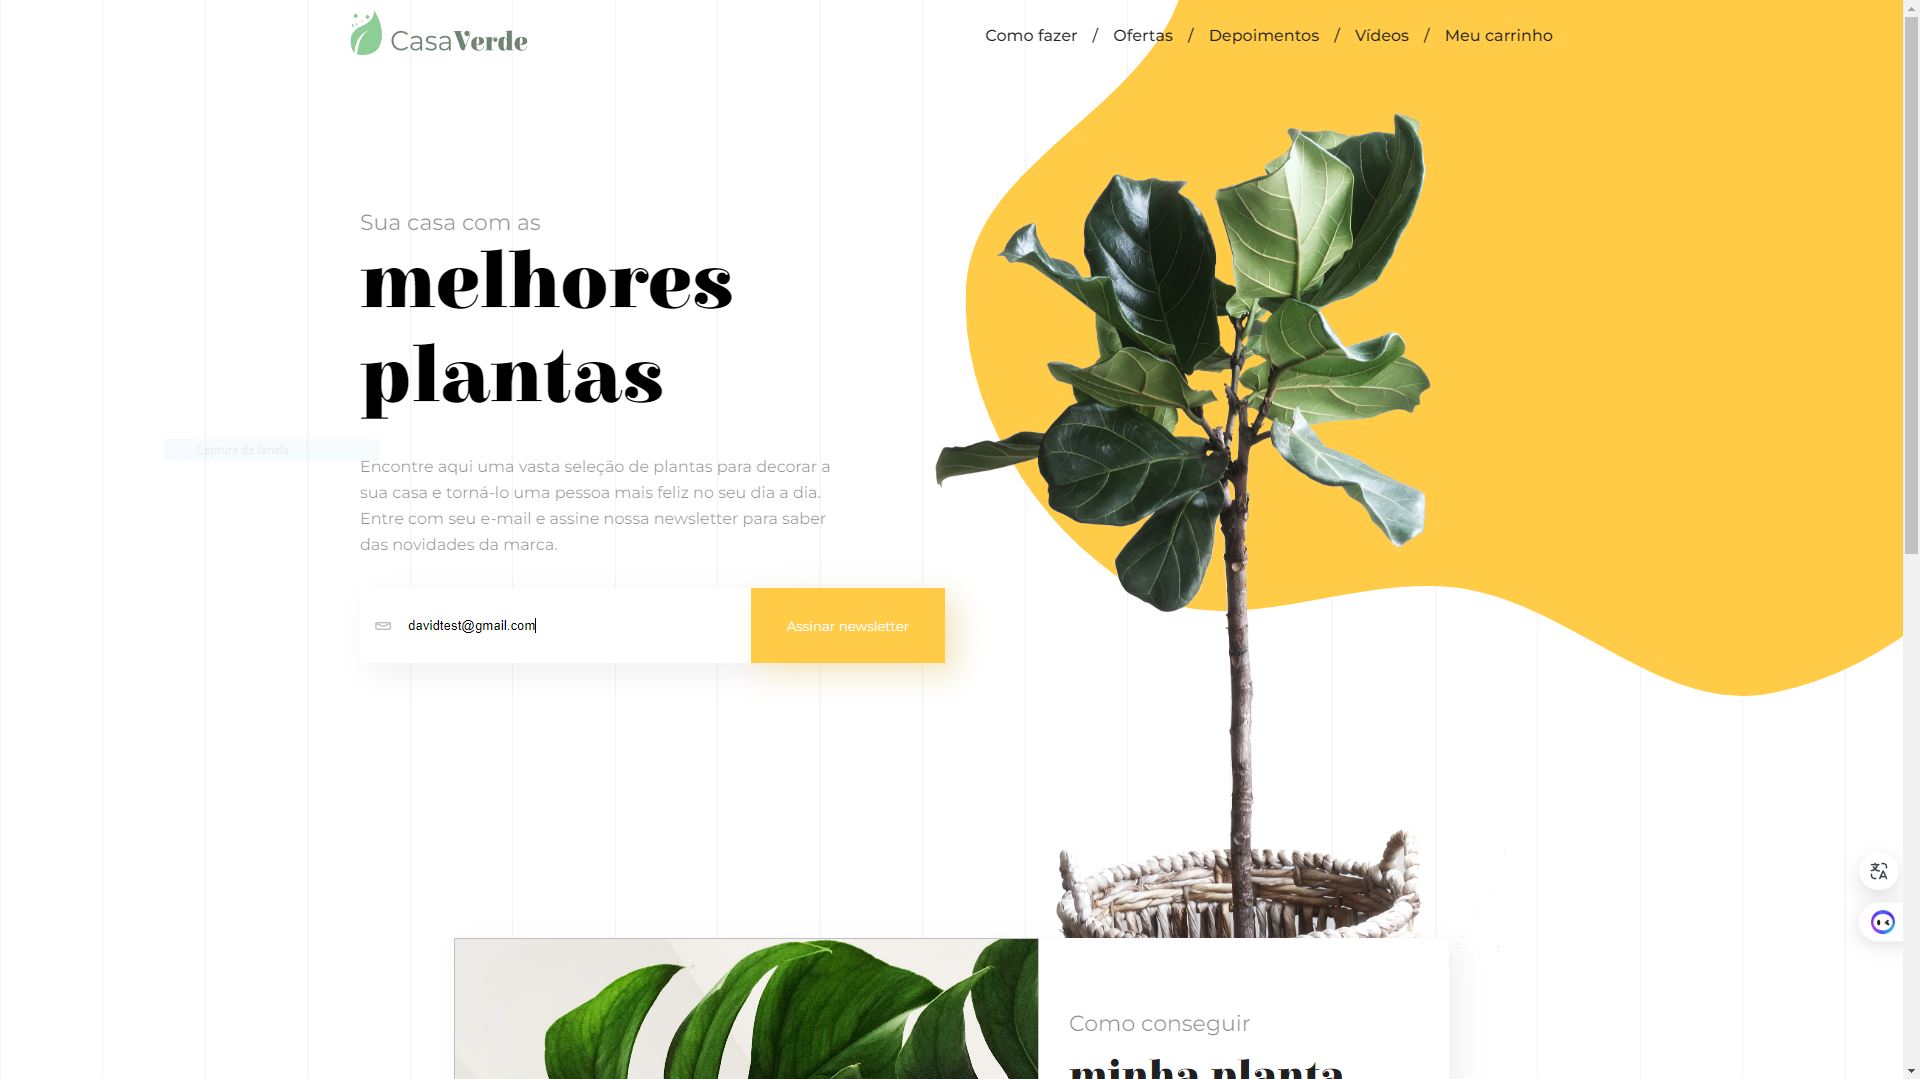 CasaVerde
Como fazer / Ofertas / Depoimentos / Vídeos / Meu carrinho
Sua casa com as
melhores
plantas
Captura de Janela
Encontre aqui uma vasta seleção de plantas para decorar a
sua casa e torná-lo uma pessoa mais feliz no seu dia a dia.
Entre com seu e-mail e assine nossa newsletter para saber
das novidades da marca.
davidtest@gmail.com
Assinar newsletter
Como conseguir
minha planta